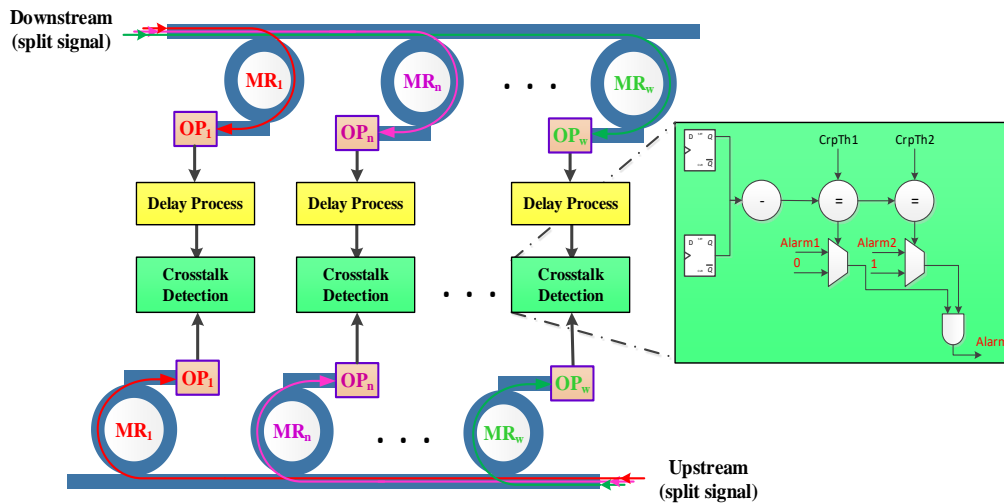 Downstream
(split signal)
MR1
MRn
. . .
MRw
OP1
OPn
OPw
Delay Process
Delay Process
Delay Process
Crosstalk
Detection
Crosstalk
Detection
. . .
Crosstalk
Detection
OP1
OPn
OPw
MR1
MRn
. . .
MRw
Upstream
(split signal)
CrpTh1
CrpTh2
D
Q
Q
D
Q
Q
-
=
=
Alarm1
0
Alarm2
1
Alarm